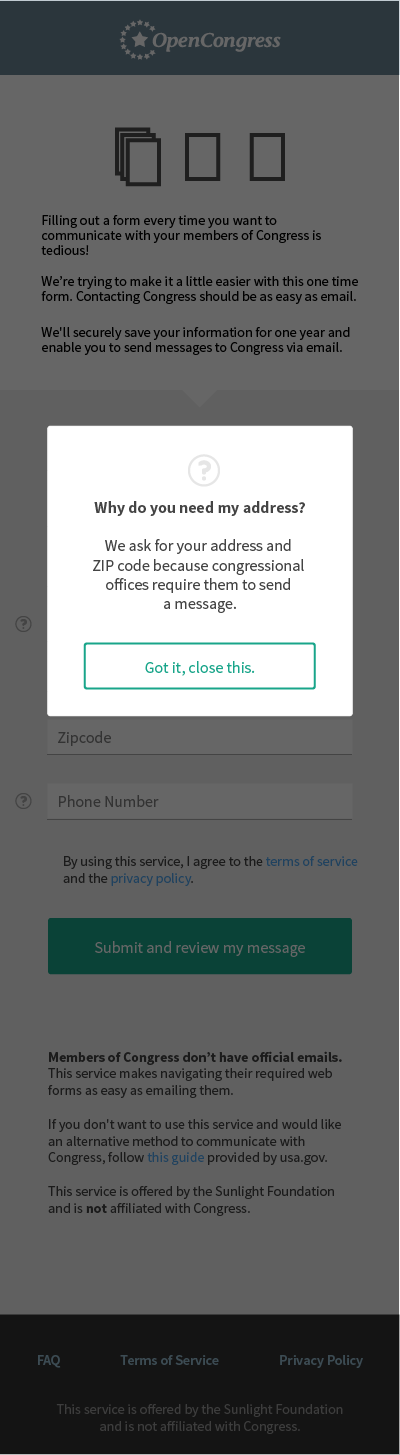 OpenCongress
Filling out a form every time you want to
communicate with your members of Congress is
tedious!
We're trying to make it a little easier with this one time
form. Contacting Congress should be as easy as email.
We'll securely save your information for one year and
enable you to send messages to Congress via email.
?
Why do you need my address?
We ask for your address and
ZIP code because congressional
offices require them to send
a message.
?
Got it, close this.
Zipcode
?
Phone Number
By using this service, I agree to the terms of service
and the privacy policy.
Submit and review my message
Members of Congress don't have official emails.
This service makes navigating their required web
forms as easy as emailing them.
If you don't want to use this service and would like
an alternative method to communicate with
Congress, follow this guide provided by usa.gov.
This service is offered by the Sunlight Foundation
and is not affiliated with Congress.
FAQ
Terms of Service
Privacy Policy
This service is offered by the Sunlight Foundation
and is not affiliated with Congress.